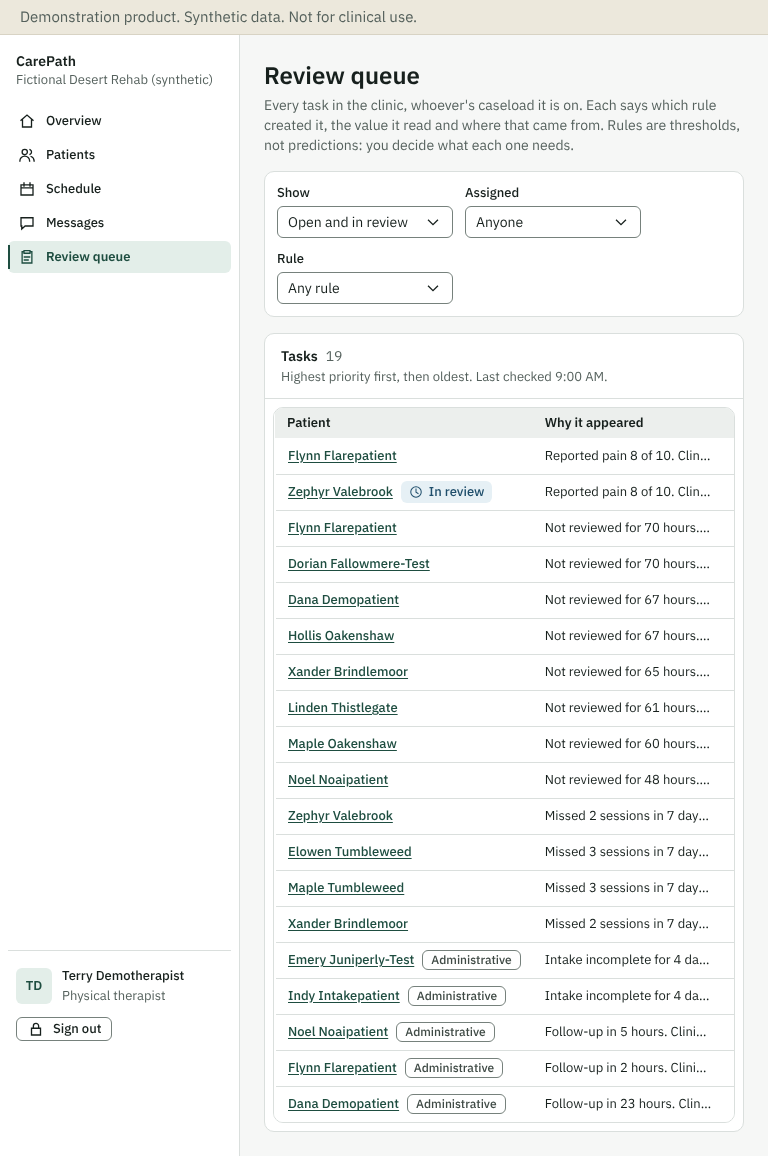 Demonstration product. Synthetic data. Not for clinical use.
CarePath
Fictional Desert Rehab (synthetic)
Overview
Patients
Schedule
Messages
Review queue
Terry Demotherapist
TD
Physical therapist
Sign out
Review queue
Every task in the clinic, whoever's caseload it is on. Each says which rule
created it, the value it read and where that came from. Rules are thresholds,
not predictions: you decide what each one needs.
Show
Assigned
Open and in review
Anyone
Rule
Any rule
Tasks 19
Highest priority first, then oldest. Last checked 9:00 AM.
Patient Why it appeared
Flynn Flarepatient Reported pain 8 of 10. Clin...
Zephyr Valebrook In review Reported pain 8 of 10. Clin...
Flynn Flarepatient Not reviewed for 70 hours....
Dorian Fallowmere-Test Not reviewed for 70 hours....
Dana Demopatient Not reviewed for 67 hours....
Hollis Oakenshaw Not reviewed for 67 hours....
Xander Brindlemoor Not reviewed for 65 hours....
Linden Thistlegate Not reviewed for 61 hours....
Maple Oakenshaw Not reviewed for 60 hours....
Noel Noaipatient Not reviewed for 48 hours....
Zephyr Valebrook Missed 2 sessions in 7 day...
Elowen Tumbleweed Missed 3 sessions in 7 day...
Maple Tumbleweed Missed 3 sessions in 7 day...
Xander Brindlemoor Missed 2 sessions in 7 day...
Emery Juniperly-Test Administrative Intake incomplete for 4 da...
Indy Intakepatient Administrative Intake incomplete for 4 da...
Noel Noaipatient Administrative Follow-up in 5 hours. Clini...
Flynn Flarepatient Administrative Follow-up in 2 hours. Clini...
Dana Demopatient Administrative Follow-up in 23 hours. Clin...